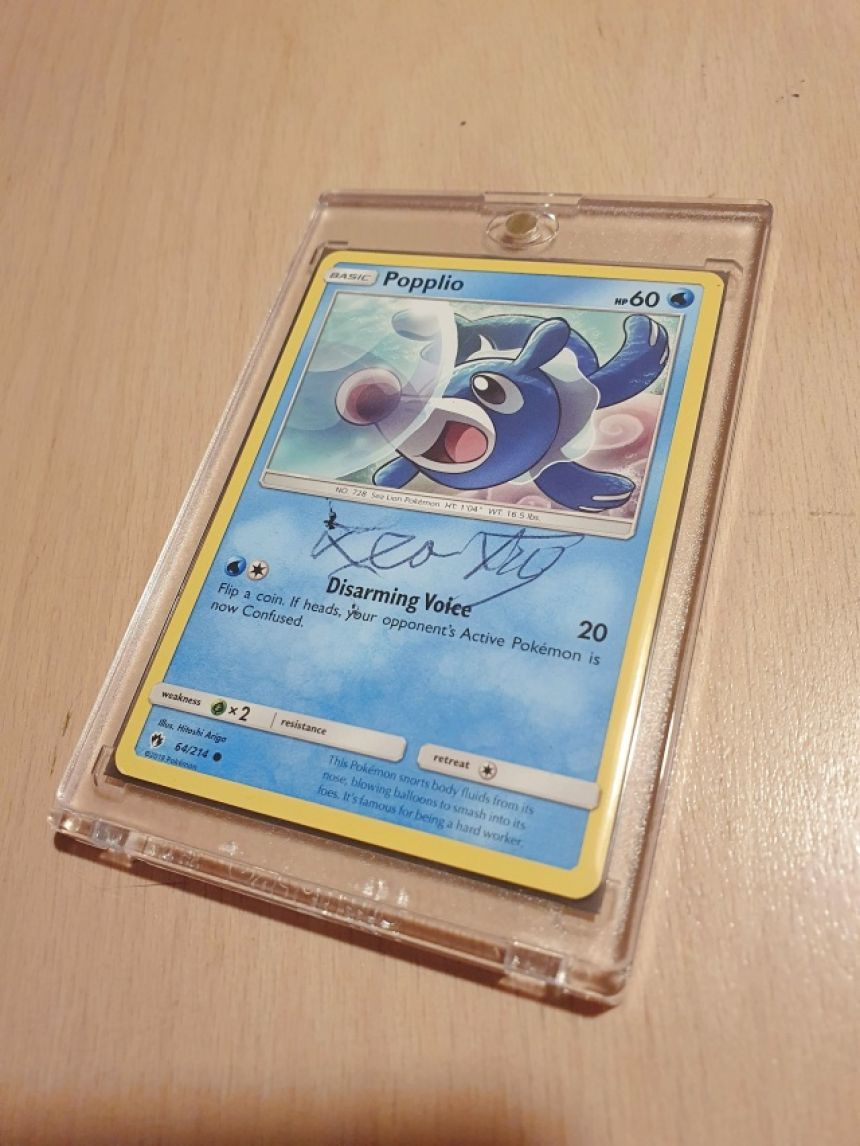 BASIC Popplio HP 60
NO. 728 Sea Lion Pokémon HT: 1'04" WT: 16.5 lbs.
Disarming Voice 20
Flip a coin. If heads, your opponent's Active Pokémon is
now Confused.
weakness ×2 resistance
retreat
Illus. Hitoshi Ariga
64/214
©2018 Pokémon
This Pokémon snorts body fluids from its
nose, blowing balloons to smash into its
foes. It's famous for being a hard worker.